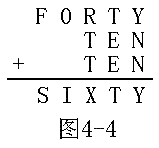 F O R T Y
T E N
+ T E N
S I X T Y
图4-4